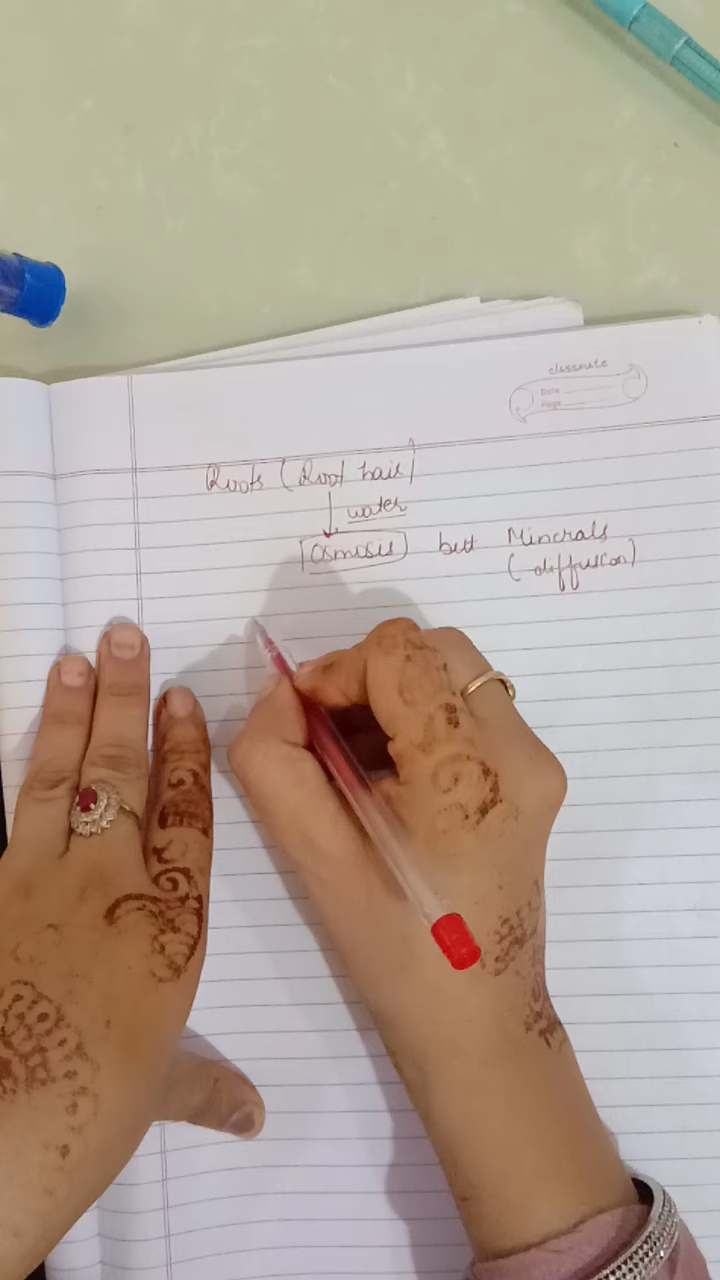 classmate
Date
Page
Roots (Root hair)
water
Osmosis) but Minerals
(diffusion)